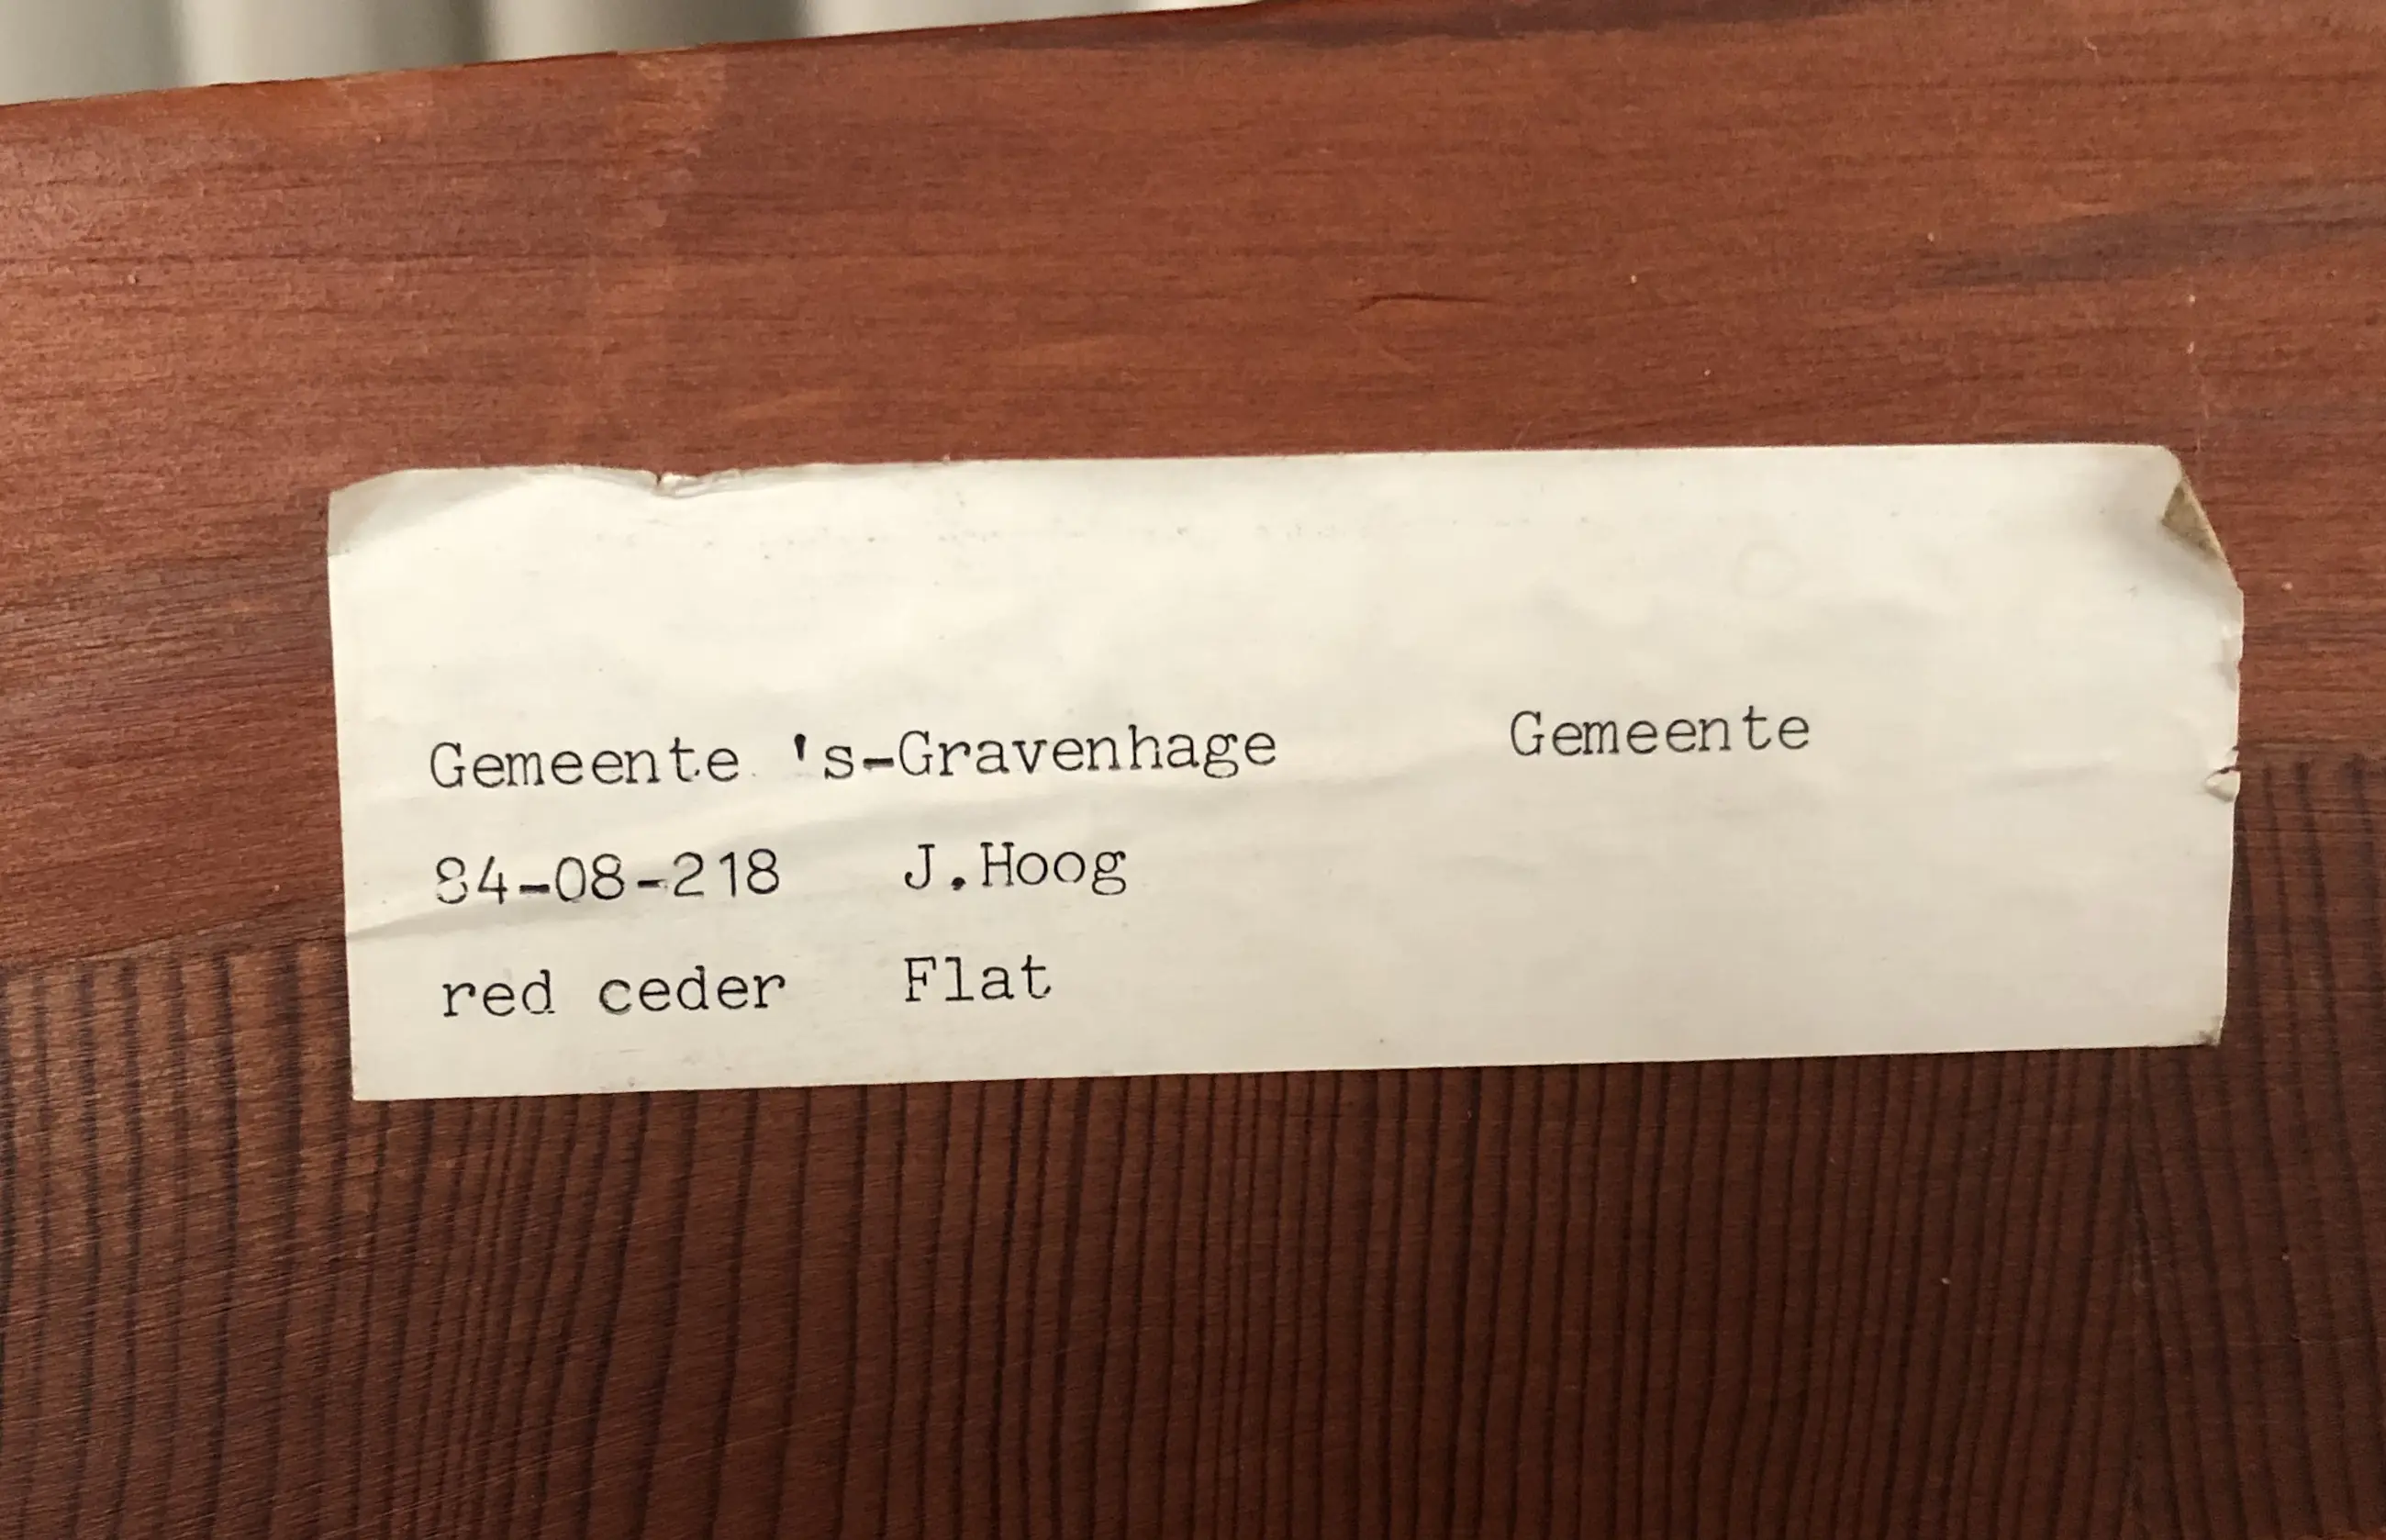 Gemeente 's-Gravenhage Gemeente
84-08-218 J.Hoog
red ceder Flat